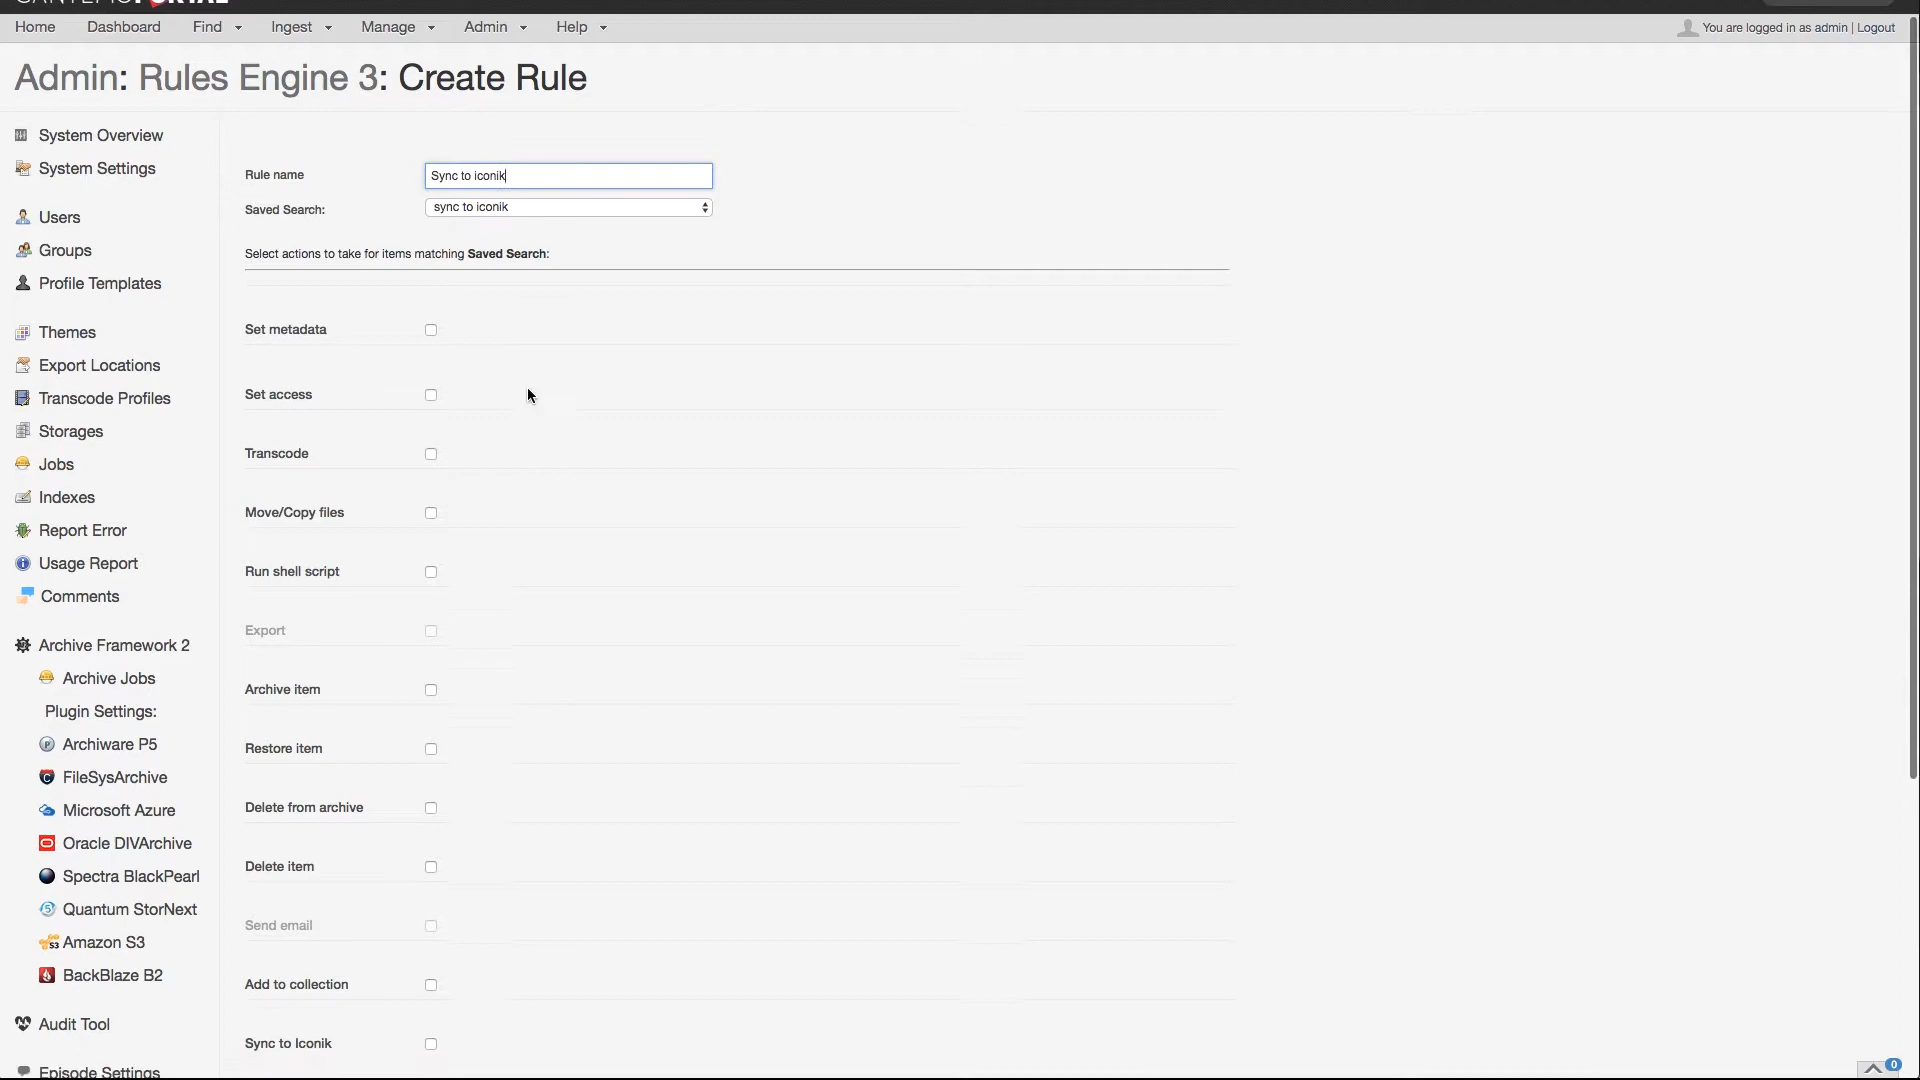 CANTEMO PORTAL
Home Dashboard Find Ingest Manage Admin Help
You are logged in as admin | Logout
Admin: Rules Engine 3: Create Rule
System Overview
System Settings
Users
Groups
Profile Templates
Themes
Export Locations
Transcode Profiles
Storages
Jobs
Indexes
Report Error
Usage Report
Comments
Archive Framework 2
Archive Jobs
Plugin Settings:
Archiware P5
FileSysArchive
Microsoft Azure
Oracle DIVArchive
Spectra BlackPearl
Quantum StorNext
Amazon S3
BackBlaze B2
Audit Tool
Episode Settings
Rule name Sync to iconik
Saved Search: sync to iconik
Select actions to take for items matching Saved Search:
Set metadata
Set access
Transcode
Move/Copy files
Run shell script
Export
Archive item
Restore item
Delete from archive
Delete item
Send email
Add to collection
Sync to Iconik
0